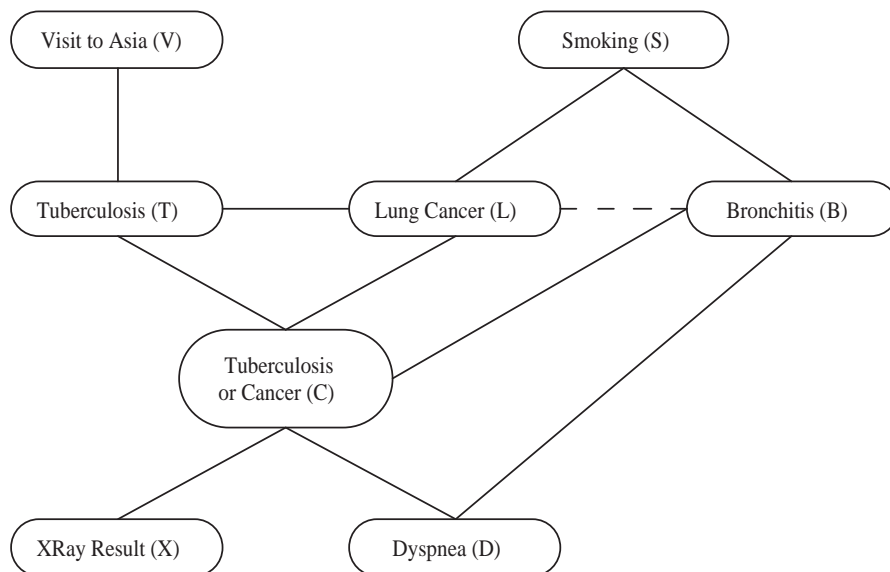 Visit to Asia (V)
Smoking (S)
Tuberculosis (T)
Lung Cancer (L)
Bronchitis (B)
Tuberculosis
or Cancer (C)
XRay Result (X)
Dyspnea (D)